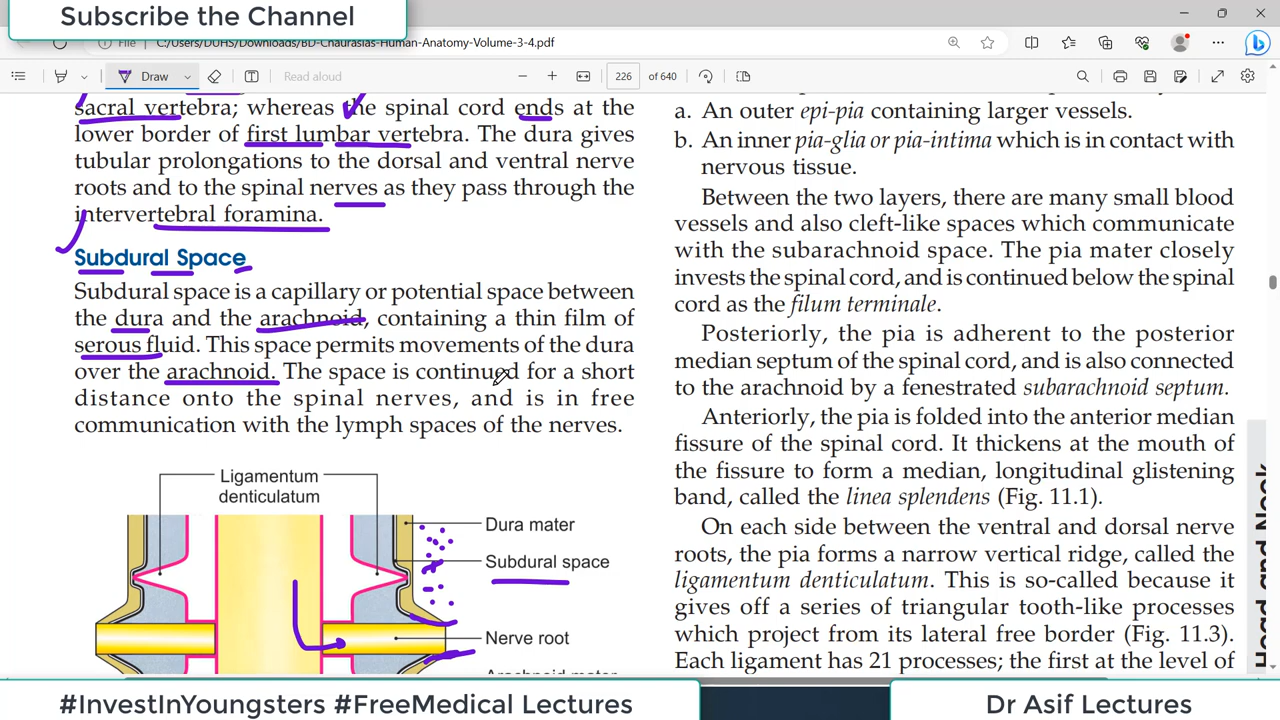 Subscribe the Channel
File
C:/Users/DUHS/Downloads/BD-Chaurasias-Human-Anatomy-Volume-3-4.pdf
Draw
Read aloud
226 of 640
sacral vertebra; whereas the spinal cord ends at the
lower border of first lumbar vertebra. The dura gives
tubular prolongations to the dorsal and ventral nerve
roots and to the spinal nerves as they pass through the
intervertebral foramina.
Subdural Space
Subdural space is a capillary or potential space between
the dura and the arachnoid, containing a thin film of
serous fluid. This space permits movements of the dura
over the arachnoid. The space is continued for a short
distance onto the spinal nerves, and is in free
communication with the lymph spaces of the nerves.
Ligamentum
denticulatum
Dura mater
Subdural space
Nerve root
Arachnoid mater
a. An outer epi-pia containing larger vessels.
b. An inner pia-glia or pia-intima which is in contact with
nervous tissue.
Between the two layers, there are many small blood
vessels and also cleft-like spaces which communicate
with the subarachnoid space. The pia mater closely
invests the spinal cord, and is continued below the spinal
cord as the filum terminale.
Posteriorly, the pia is adherent to the posterior
median septum of the spinal cord, and is also connected
to the arachnoid by a fenestrated subarachnoid septum.
Anteriorly, the pia is folded into the anterior median
fissure of the spinal cord. It thickens at the mouth of
the fissure to form a median, longitudinal glistening
band, called the linea splendens (Fig. 11.1).
On each side between the ventral and dorsal nerve
roots, the pia forms a narrow vertical ridge, called the
ligamentum denticulatum. This is so-called because it
gives off a series of triangular tooth-like processes
which project from its lateral free border (Fig. 11.3).
Each ligament has 21 processes; the first at the level of
Head and Neck
#InvestInYoungsters #FreeMedical Lectures
Dr Asif Lectures